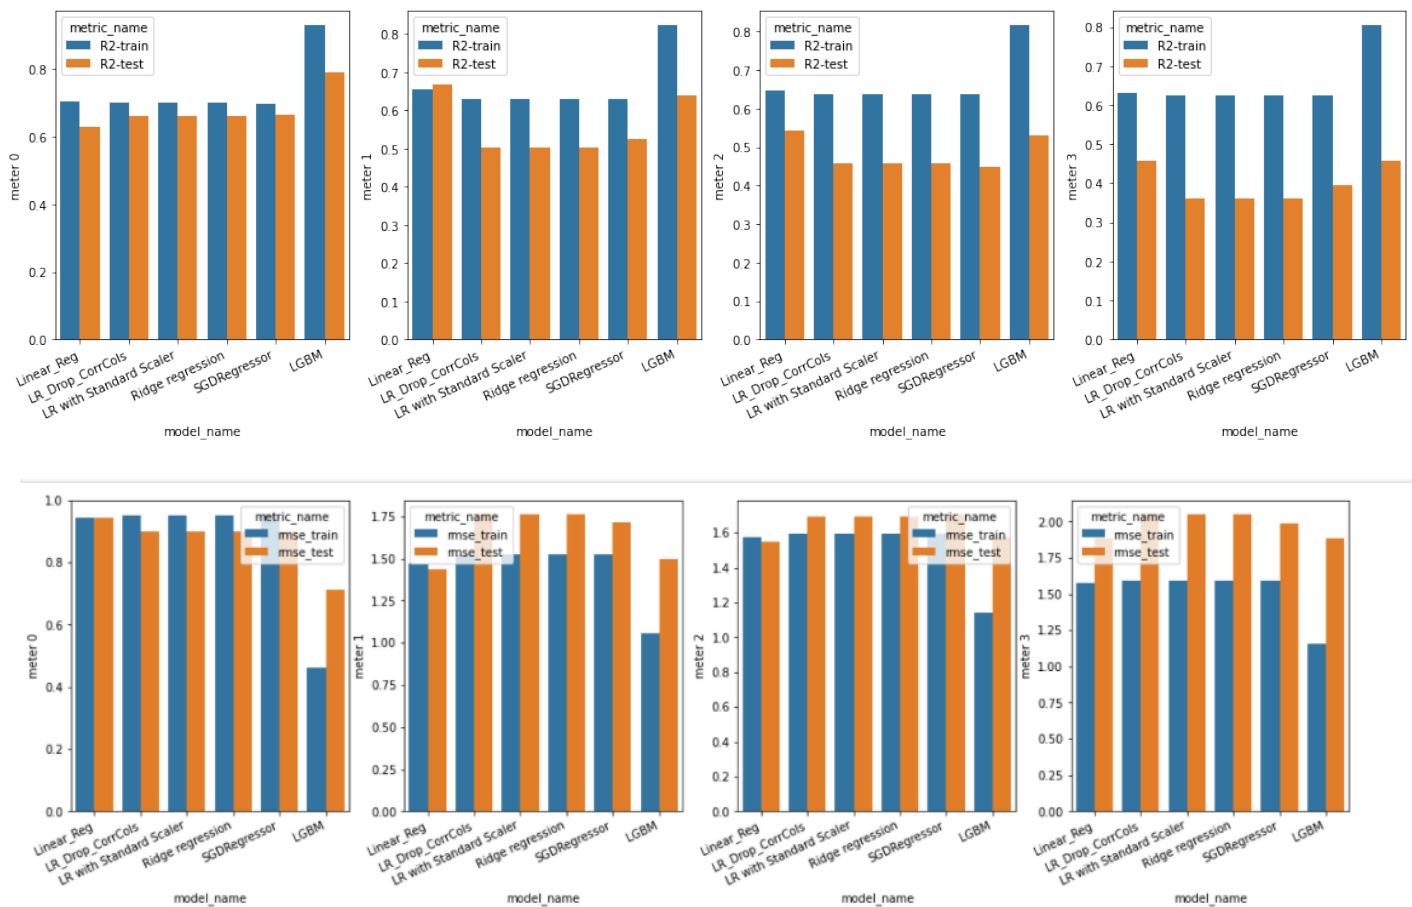 metric_name
R2-train
R2-test
0.8
0.6
0.4
0.2
0.0
meter 0
Linear_Reg
LR_Drop_CorrCols
LR with Standard Scaler
Ridge regression
SGDRegressor
LGBM
model_name
metric_name
R2-train
R2-test
0.8
0.7
0.6
0.5
0.4
0.3
0.2
0.1
0.0
meter 1
Linear_Reg
LR_Drop_CorrCols
LR with Standard Scaler
Ridge regression
SGDRegressor
LGBM
model_name
metric_name
R2-train
R2-test
0.8
0.7
0.6
0.5
0.4
0.3
0.2
0.1
0.0
meter 2
Linear_Reg
LR_Drop_CorrCols
LR with Standard Scaler
Ridge regression
SGDRegressor
LGBM
model_name
metric_name
R2-train
R2-test
0.8
0.7
0.6
0.5
0.4
0.3
0.2
0.1
0.0
meter 3
Linear_Reg
LR_Drop_CorrCols
LR with Standard Scaler
Ridge regression
SGDRegressor
LGBM
model_name
metric_name
rmse_train
rmse_test
1.0
0.8
0.6
0.4
0.2
0.0
meter 0
Linear_Reg
LR_Drop_CorrCols
LR with Standard Scaler
Ridge regression
SGDRegressor
LGBM
model_name
metric_name
rmse_train
rmse_test
1.75
1.50
1.25
1.00
0.75
0.50
0.25
0.00
meter 1
Linear_Reg
LR_Drop_CorrCols
LR with Standard Scaler
Ridge regression
SGDRegressor
LGBM
model_name
metric_name
rmse_train
rmse_test
1.6
1.4
1.2
1.0
0.8
0.6
0.4
0.2
0.0
meter 2
Linear_Reg
LR_Drop_CorrCols
LR with Standard Scaler
Ridge regression
SGDRegressor
LGBM
model_name
metric_name
rmse_train
rmse_test
2.00
1.75
1.50
1.25
1.00
0.75
0.50
0.25
0.00
meter 3
Linear_Reg
LR_Drop_CorrCols
LR with Standard Scaler
Ridge regression
SGDRegressor
LGBM
model_name